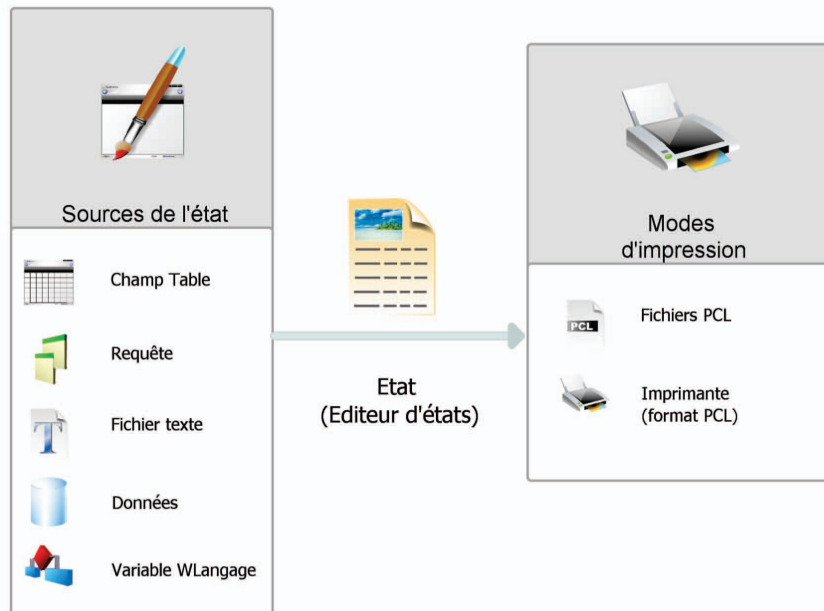 Sources de l'état
Champ Table
Requête
Fichier texte
Données
Variable WLangage
Etat
(Editeur d'états)
Modes
d'impression
PCL
Fichiers PCL
Imprimante
(format PCL)